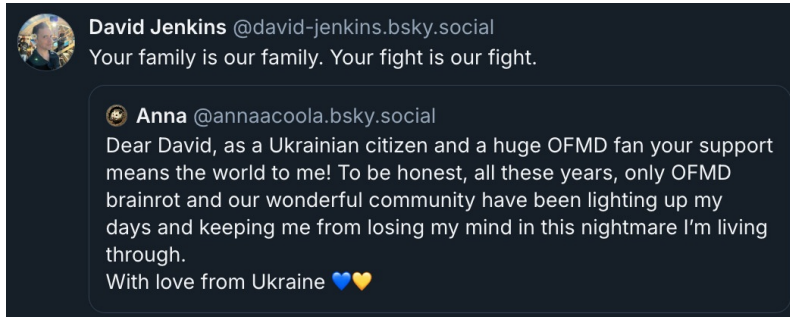 David Jenkins @david-jenkins.bsky.social
Your family is our family. Your fight is our fight.
Anna @annaacoola.bsky.social
Dear David, as a Ukrainian citizen and a huge OFMD fan your support
means the world to me! To be honest, all these years, only OFMD
brainrot and our wonderful community have been lighting up my
days and keeping me from losing my mind in this nightmare I’m living
through.
With love from Ukraine 💙💛